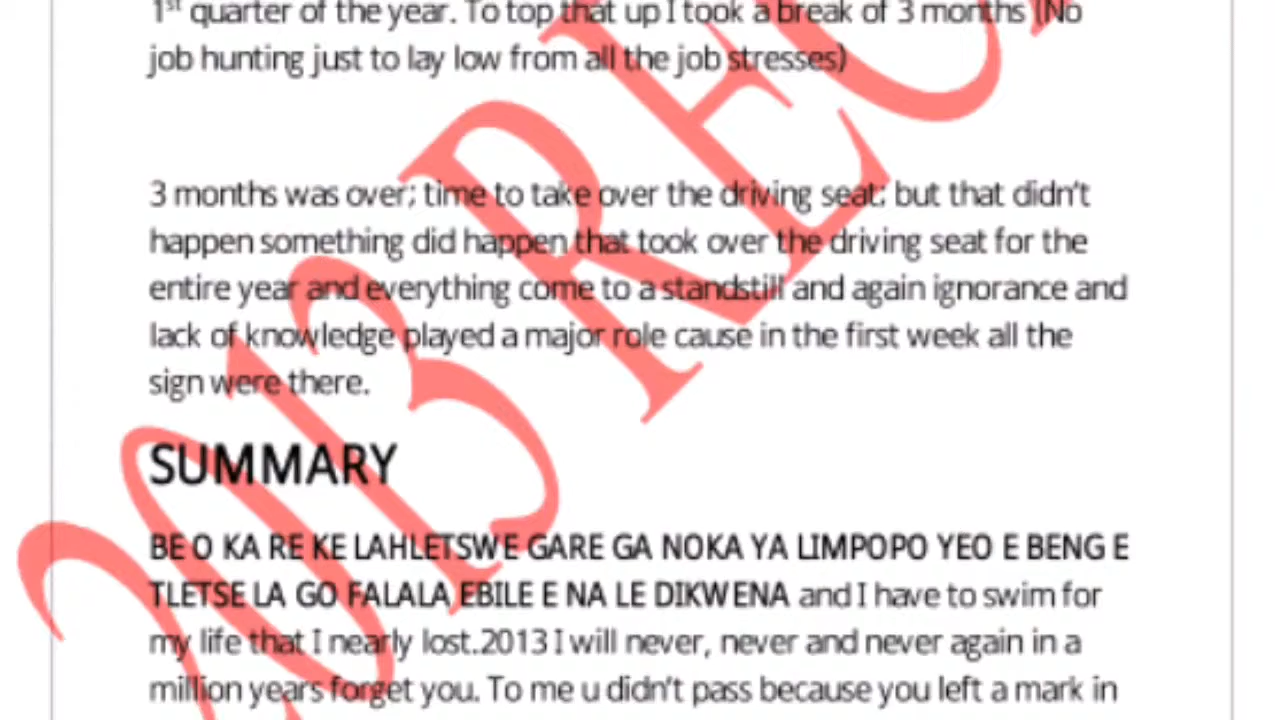 1st quarter of the year. To top that up I took a break of 3 months (No
job hunting just to lay low from all the job stresses)
3 months was over; time to take over the driving seat; but that didn't
happen something did happen that took over the driving seat for the
entire year and everything come to a standstill and again ignorance and
lack of knowledge played a major role cause in the first week all the
sign were there.
SUMMARY
BE O KA RE KE LAHLETSWE GARE GA NOKA YA LIMPOPO YEO E BENG E
TLETSE LA GO FALALA EBILE E NA LE DIKWENA and I have to swim for
my life that I nearly lost.2013 I will never, never and never again in a
million years forget you. To me u didn't pass because you left a mark in
2013